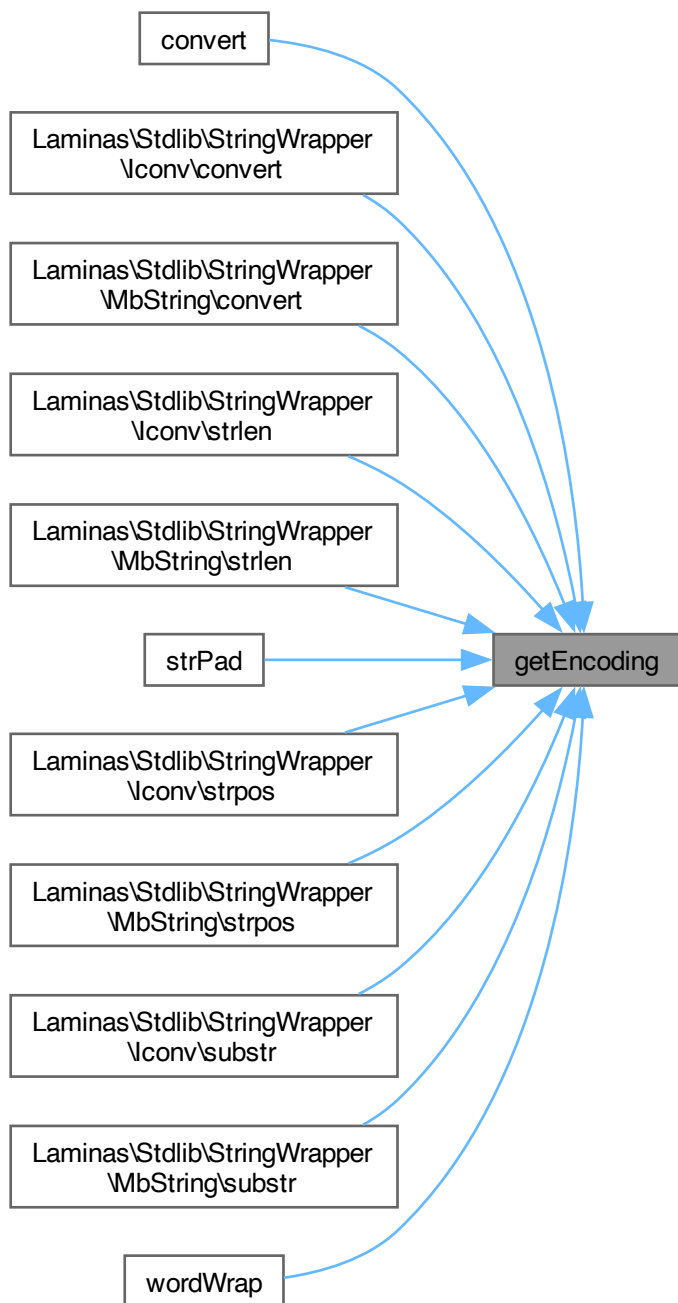 convert
Laminas\Stdlib\StringWrapper
\Iconv\convert
Laminas\Stdlib\StringWrapper
\MbString\convert
Laminas\Stdlib\StringWrapper
\Iconv\strlen
Laminas\Stdlib\StringWrapper
\MbString\strlen
strPad
getEncoding
Laminas\Stdlib\StringWrapper
\Iconv\strpos
Laminas\Stdlib\StringWrapper
\MbString\strpos
Laminas\Stdlib\StringWrapper
\Iconv\substr
Laminas\Stdlib\StringWrapper
\MbString\substr
wordWrap